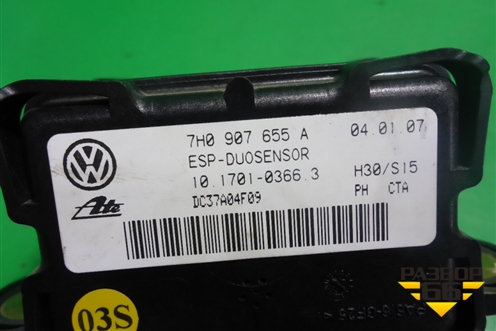 7H0 907 655 A 04.01.07
ESP-DUOSENSOR
10.1701-0366.3 H30/S15
DC37A04F09 PH CTA
Ate
03S
РАЗБОР
66